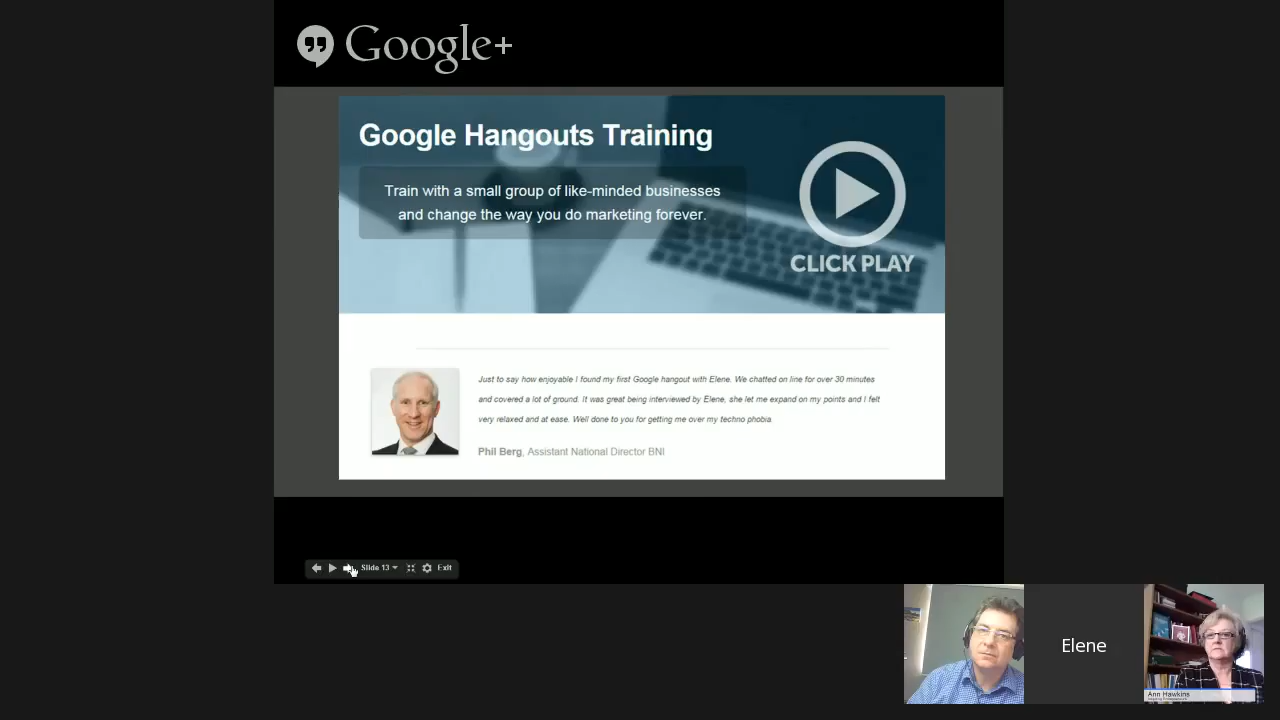 Google+
Google Hangouts Training
Train with a small group of like-minded businesses
and change the way you do marketing forever.
CLICK PLAY
Just to say how enjoyable I found my first Google hangout with Elene. We chatted on line for over 30 minutes
and covered a lot of ground. It was great being interviewed by Elene, she let me expand on my points and I felt
very relaxed and at ease. Well done to you for getting me over my techno phobia
Phil Berg, Assistant National Director BNI
Slide 13
Exit
Elene
Ann Hawkins